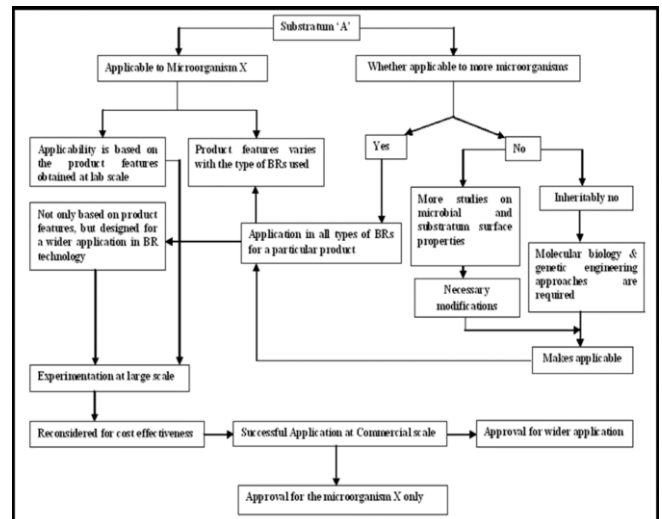 Substratum ‘A’
Applicable to Microorganism X
Whether applicable to more microorganisms
Applicability is based on
the product features
obtained at lab scale
Product features varies
with the type of BRs used
Yes
No
More studies on
microbial and
substratum surface
properties
Inheritably no
Not only based on product
features, but designed for
a wider application in BR
technology
Application in all types of BRs
for a particular product
Molecular biology &
genetic engineering
approaches are
required
Necessary
modifications
Makes applicable
Experimentation at large scale
Reconsidered for cost effectiveness
Successful Application at Commercial scale
Approval for wider application
Approval for the microorganism X only